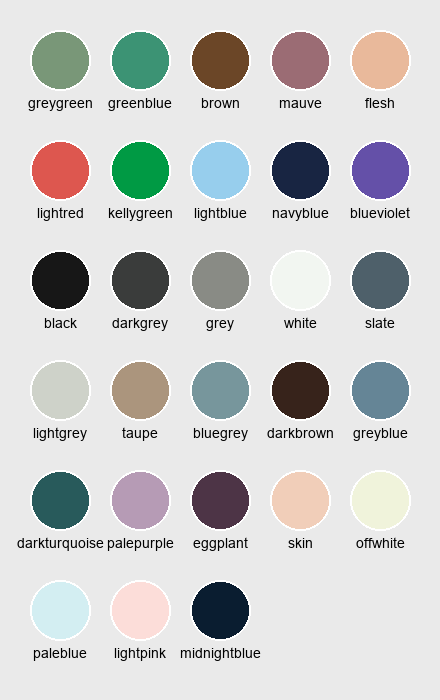 greygreen greenblue brown mauve flesh
lightred kellygreen lightblue navyblue blueviolet
black darkgrey grey white slate
lightgrey taupe bluegrey darkbrown greyblue
darkturquoise palepurple eggplant skin offwhite
paleblue lightpink midnightblue